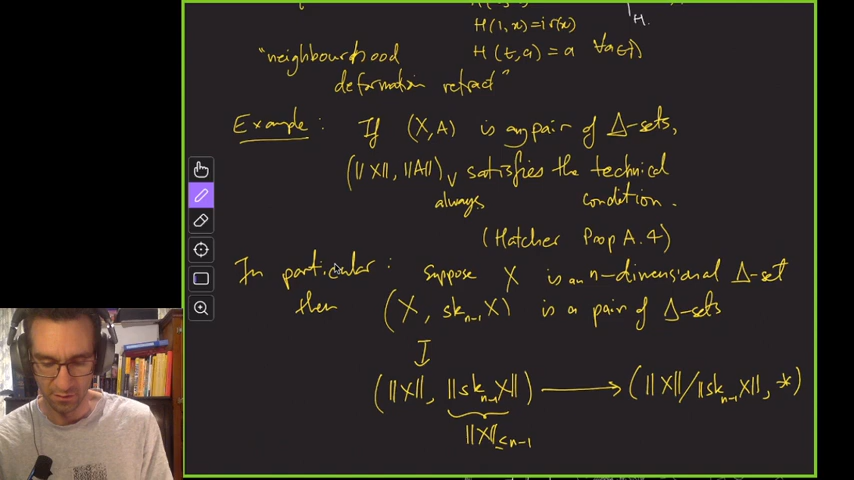 H(1,x)=ir(x)
H.
H(t,a)=a ∀a∈A
"neighbourhood
deformation retract"
Example: If (X,A) is any pair of Δ-sets,
(||X||, ||A||) always satisfies the technical
condition.
(Hatcher Prop A.4)
In particular: Suppose X is an n-dimensional Δ-set
then (X, sk_{n-1}X) is a pair of Δ-sets
↧
(||X||, ||sk_{n-1}X||) ⟶ (||X||/||sk_{n-1}X||, *)
||X||_{≤n-1}